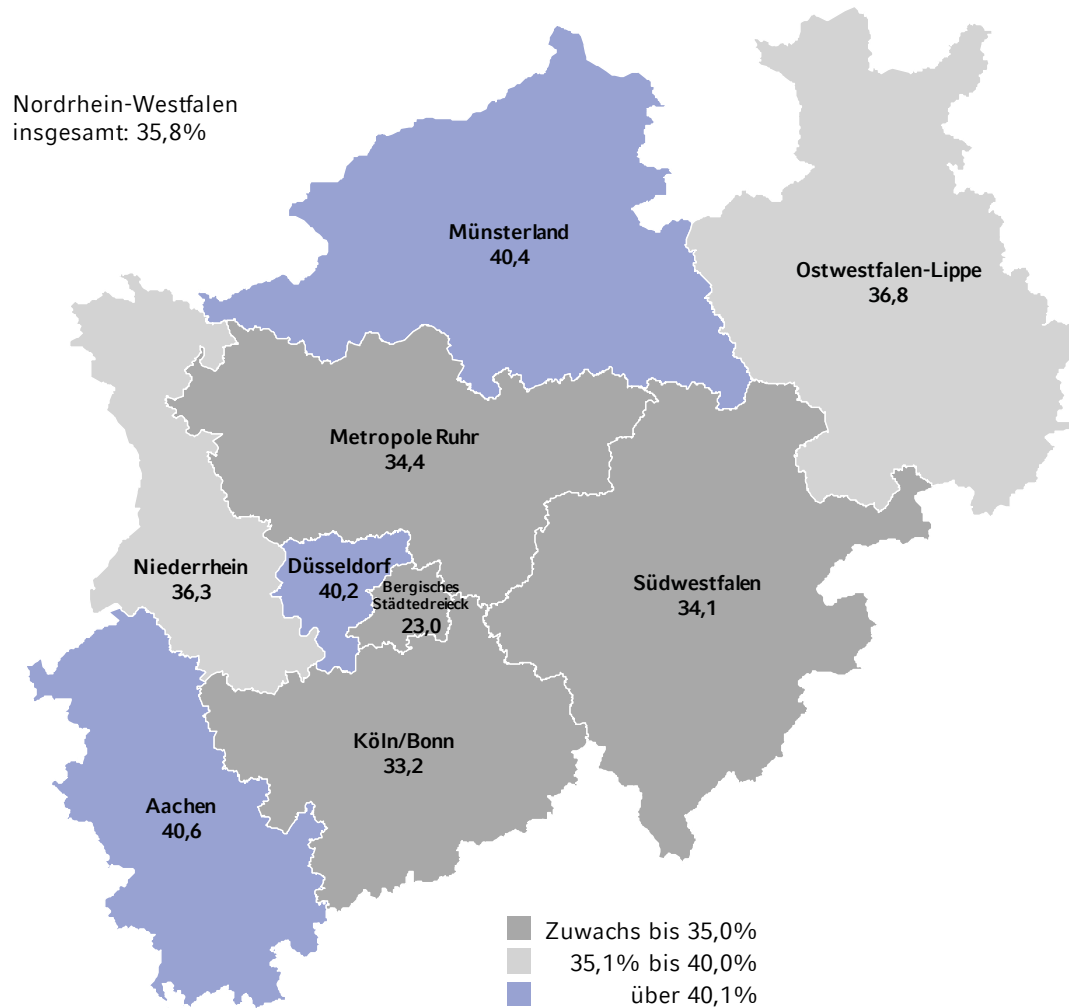 Nordrhein-Westfalen
insgesamt: 35,8%
Münsterland
40,4
Ostwestfalen-Lippe
36,8
Metropole Ruhr
34,4
Niederrhein
36,3
Düsseldorf
40,2
Bergisches
Städtedreieck
23,0
Südwestfalen
34,1
Köln/Bonn
33,2
Aachen
40,6
Zuwachs bis 35,0%
35,1% bis 40,0%
über 40,1%